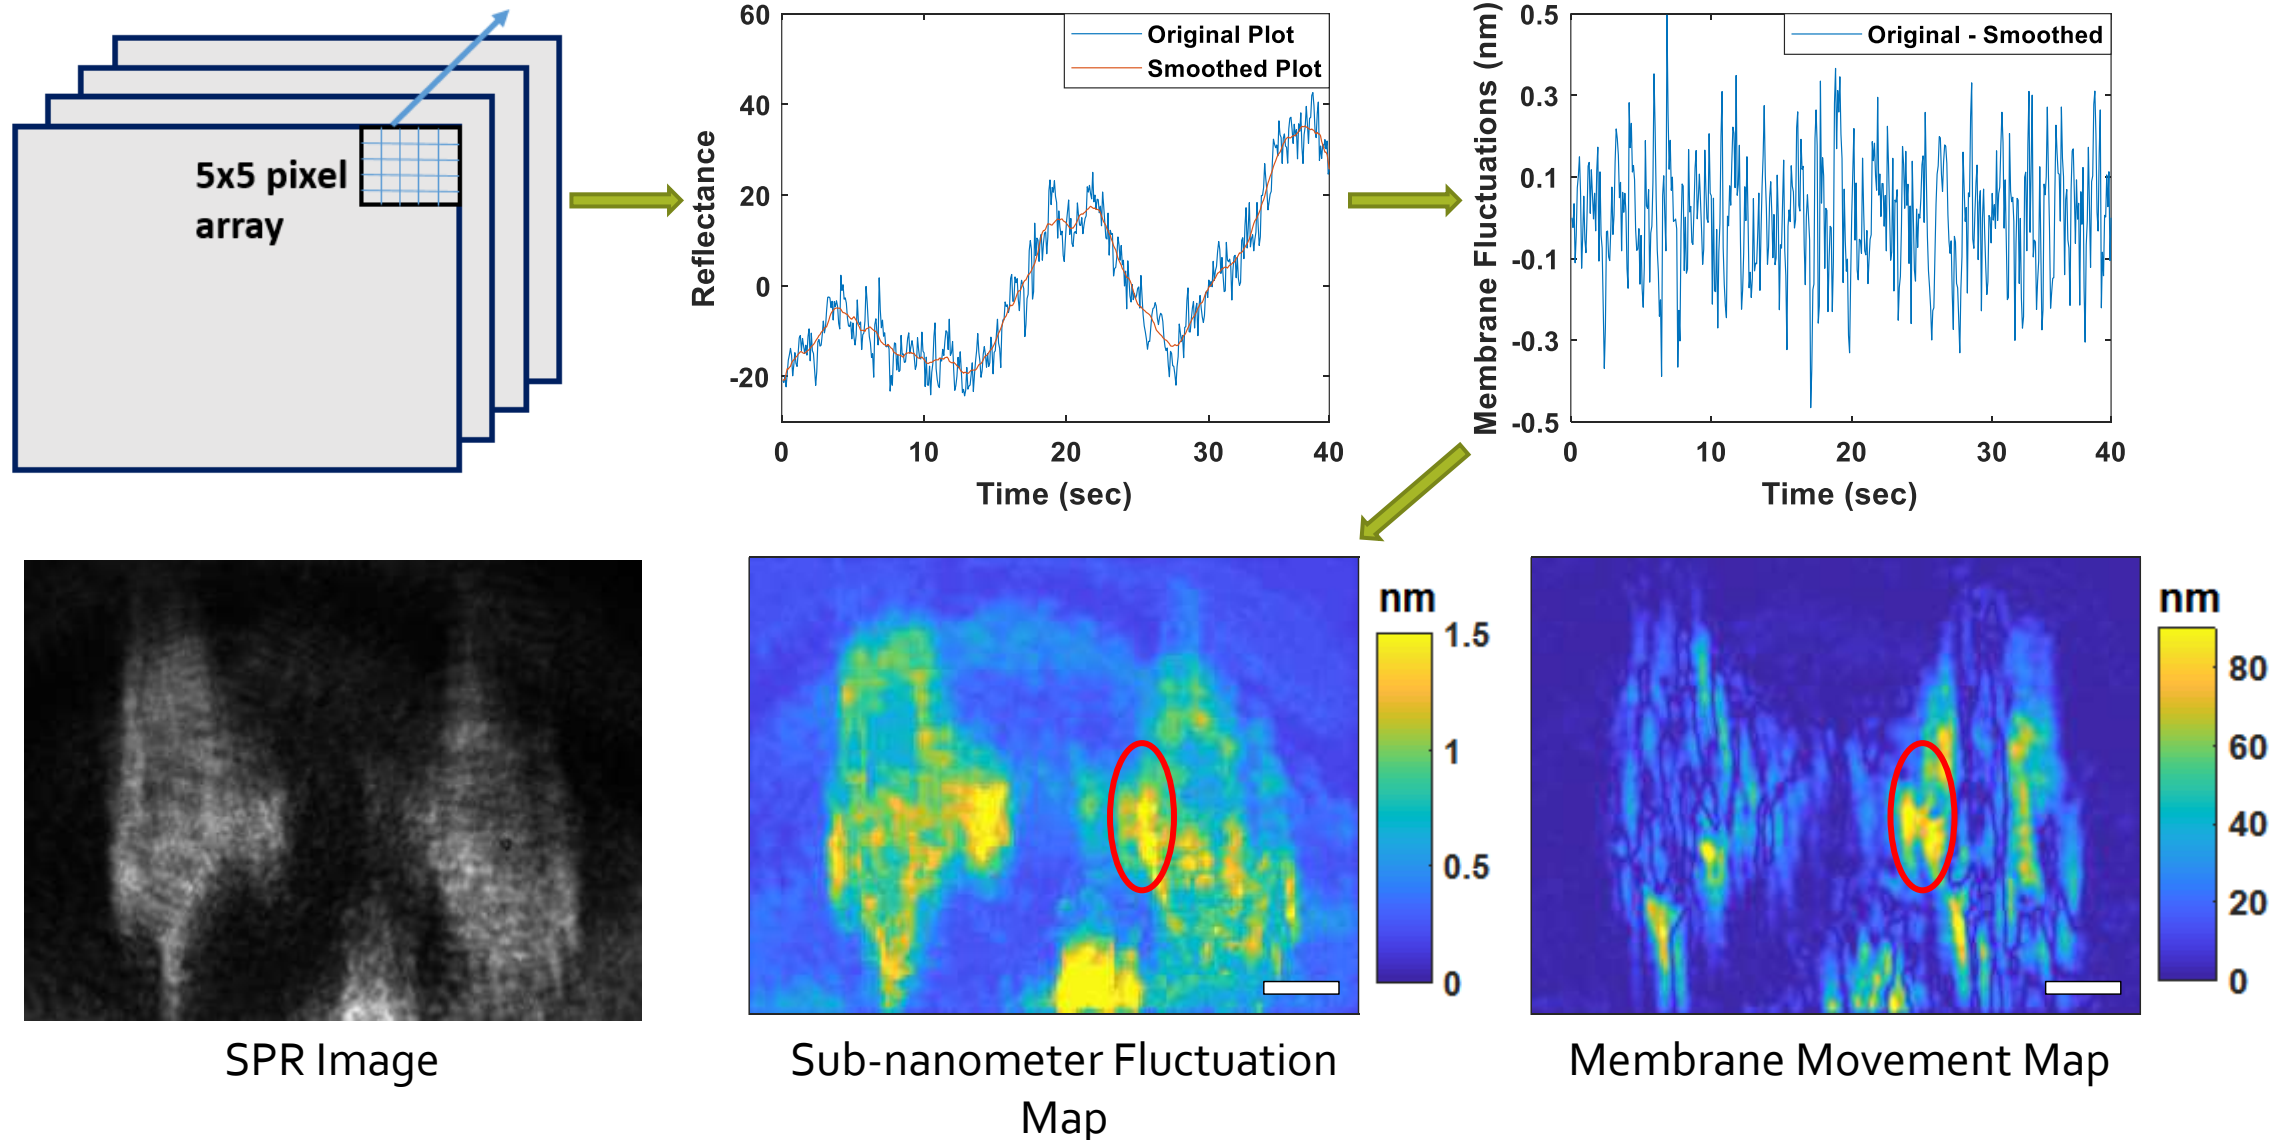 5x5 pixel
array
60
40
20
0
-20
Reflectance
Original Plot
Smoothed Plot
0 10 20 30 40
Time (sec)
0.5
0.3
0.1
-0.1
-0.3
-0.5
Membrane Fluctuations (nm)
Original - Smoothed
0 10 20 30 40
Time (sec)
nm
1.5
1
0.5
0
nm
80
60
40
20
0
SPR Image
Sub-nanometer Fluctuation
Map
Membrane Movement Map